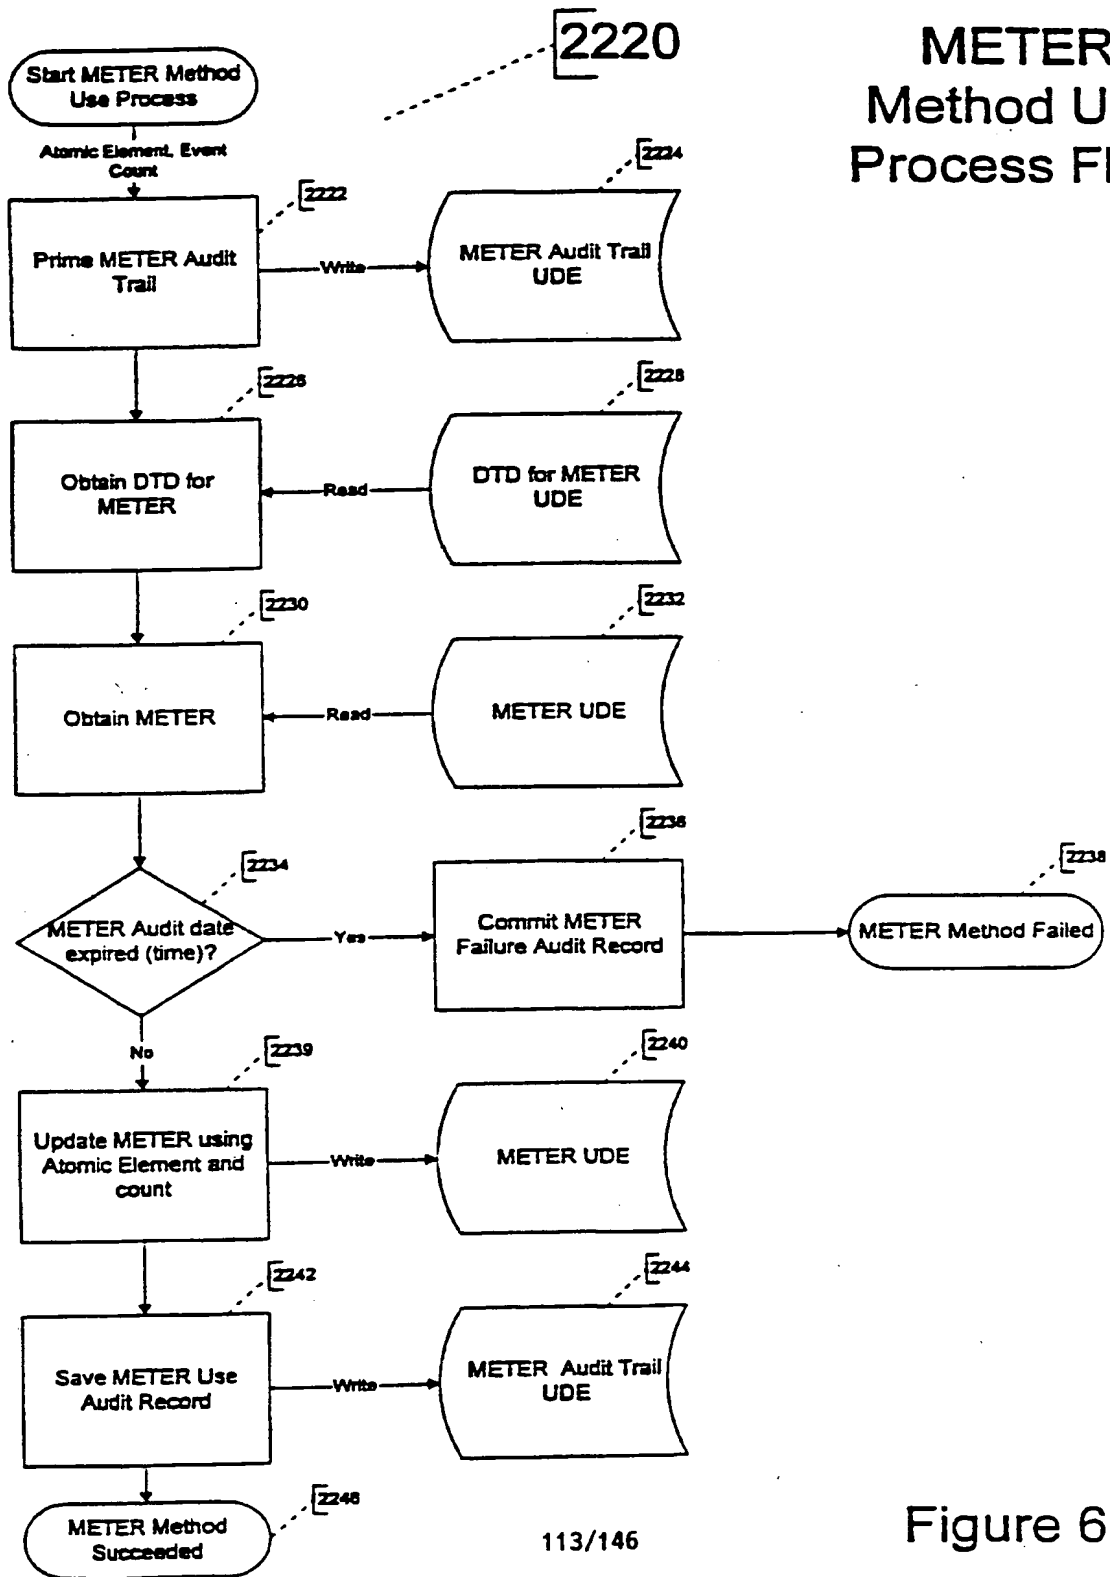 2220
METER
Method U
Process Fl
Start METER Method
Use Process
Atomic Element, Event
Count
2222
2224
Prime METER Audit
Trail
Write
METER Audit Trail
UDE
2226
2228
Obtain DTD for
METER
Read
DTD for METER
UDE
2230
2232
Obtain METER
Read
METER UDE
2234
2236
2238
METER Audit date
expired (time)?
Yes
Commit METER
Failure Audit Record
METER Method Failed
No
2239
2240
Update METER using
Atomic Element and
count
Write
METER UDE
2242
2244
Save METER Use
Audit Record
Write
METER Audit Trail
UDE
2246
METER Method
Succeeded
113/146
Figure 6